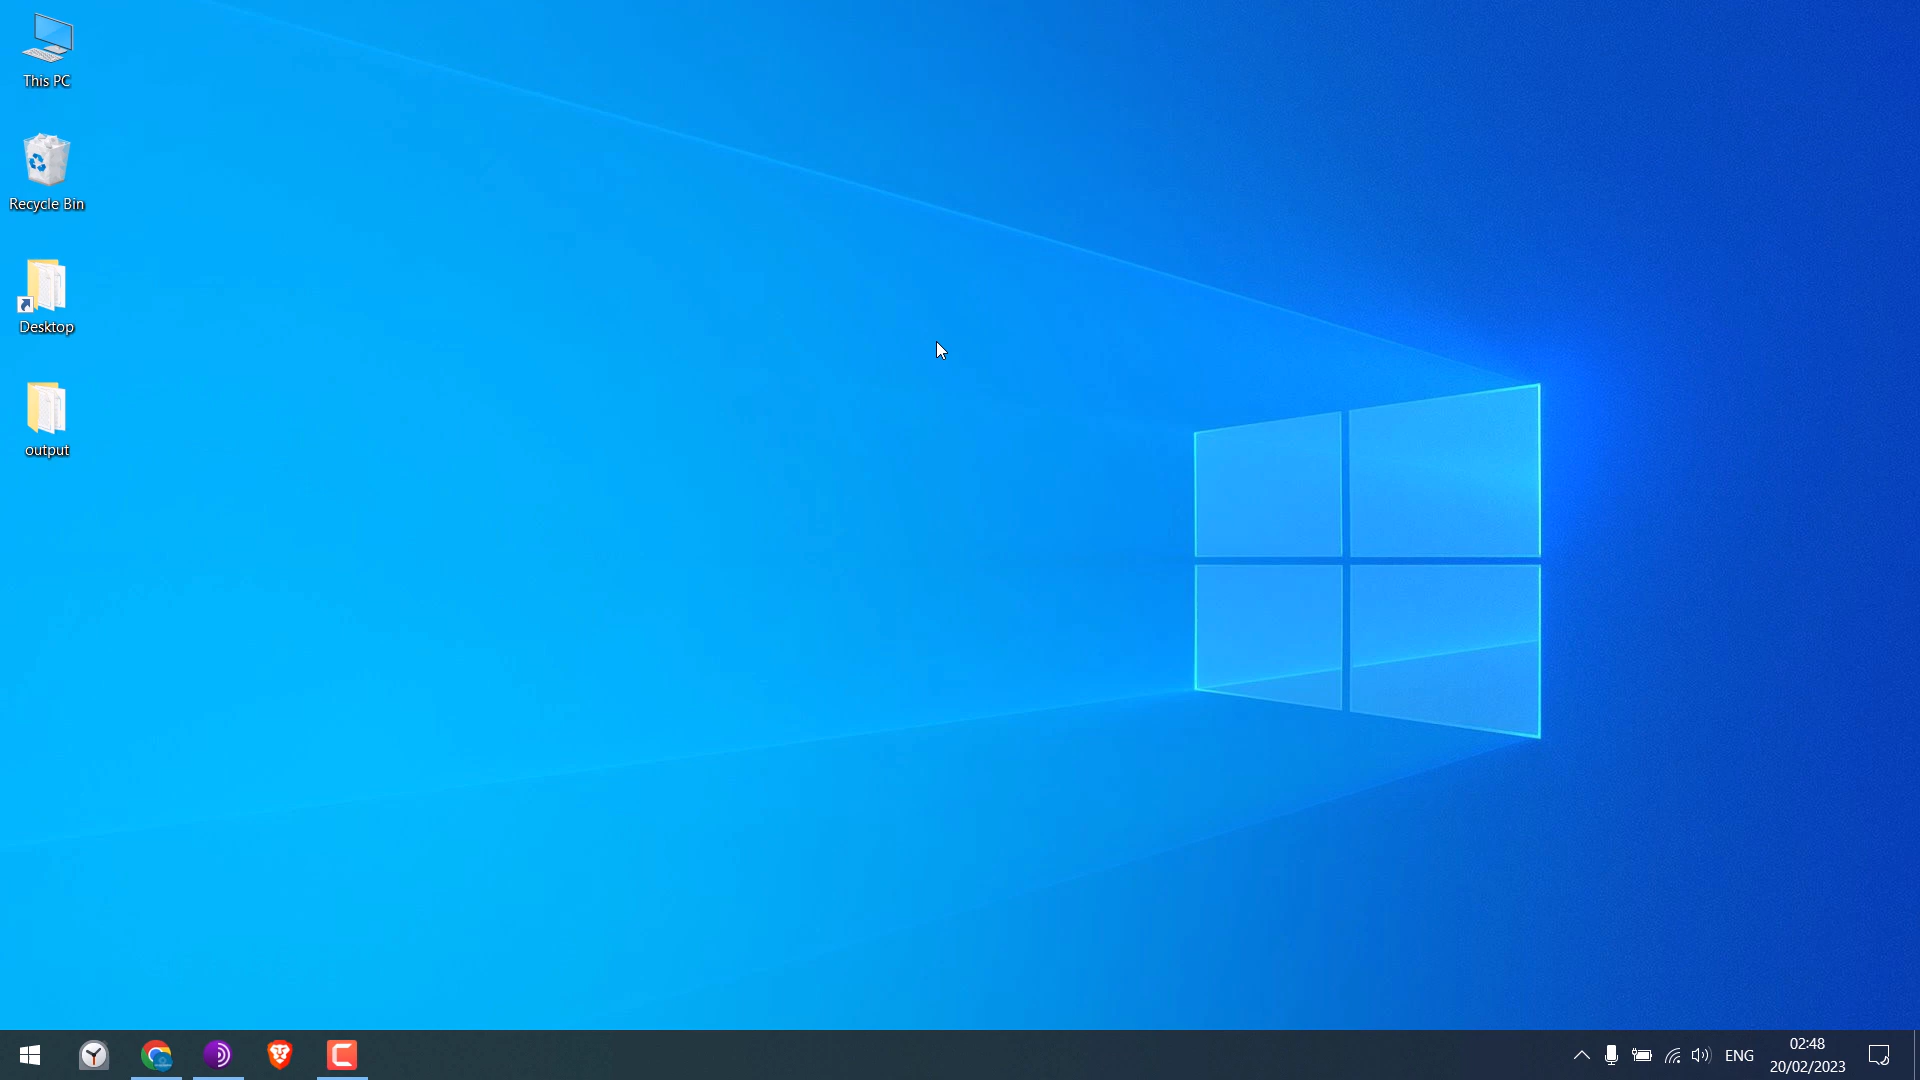 This PC
Recycle Bin
Desktop
output
ENG
02:48
20/02/2023